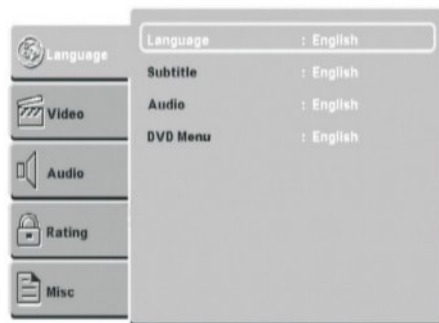 Language
Video
Audio
Rating
Misc
Language : English
Subtitle : English
Audio : English
DVD Menu : English